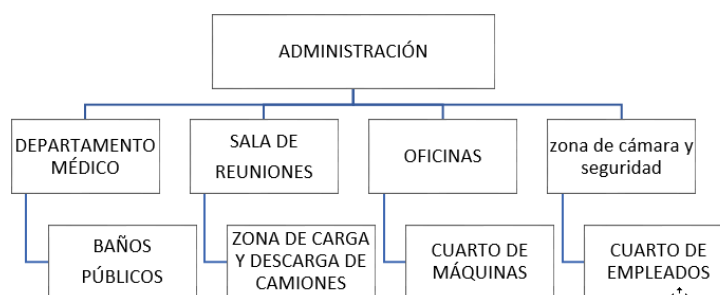 ADMINISTRACIÓN
DEPARTAMENTO
MÉDICO
SALA DE
REUNIONES
OFICINAS
zona de cámara y
seguridad
BAÑOS
PÚBLICOS
ZONA DE CARGA
Y DESCARGA DE
CAMIONES
CUARTO DE
MÁQUINAS
CUARTO DE
EMPLEADOS